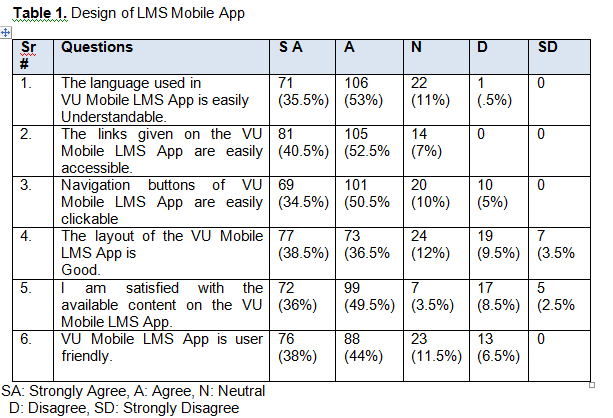 Table 1. Design of LMS Mobile App
Sr # Questions S A A N D SD
1. The language used in VU Mobile LMS App is easily Understandable. 71 (35.5%) 106 (53%) 22 (11%) 1 (.5%) 0
2. The links given on the VU Mobile LMS App are easily accessible. 81 (40.5%) 105 (52.5% 14 (7%) 0 0
3. Navigation buttons of VU Mobile LMS App are easily clickable 69 (34.5%) 101 (50.5% 20 (10%) 10 (5%) 0
4. The layout of the VU Mobile LMS App is Good. 77 (38.5%) 73 (36.5% 24 (12%) 19 (9.5%) 7 (3.5%
5. I am satisfied with the available content on the VU Mobile LMS App. 72 (36%) 99 (49.5%) 7 (3.5%) 17 (8.5%) 5 (2.5%
6. VU Mobile LMS App is user friendly. 76 (38%) 88 (44%) 23 (11.5%) 13 (6.5%) 0
SA: Strongly Agree, A: Agree, N: Neutral
D: Disagree, SD: Strongly Disagree